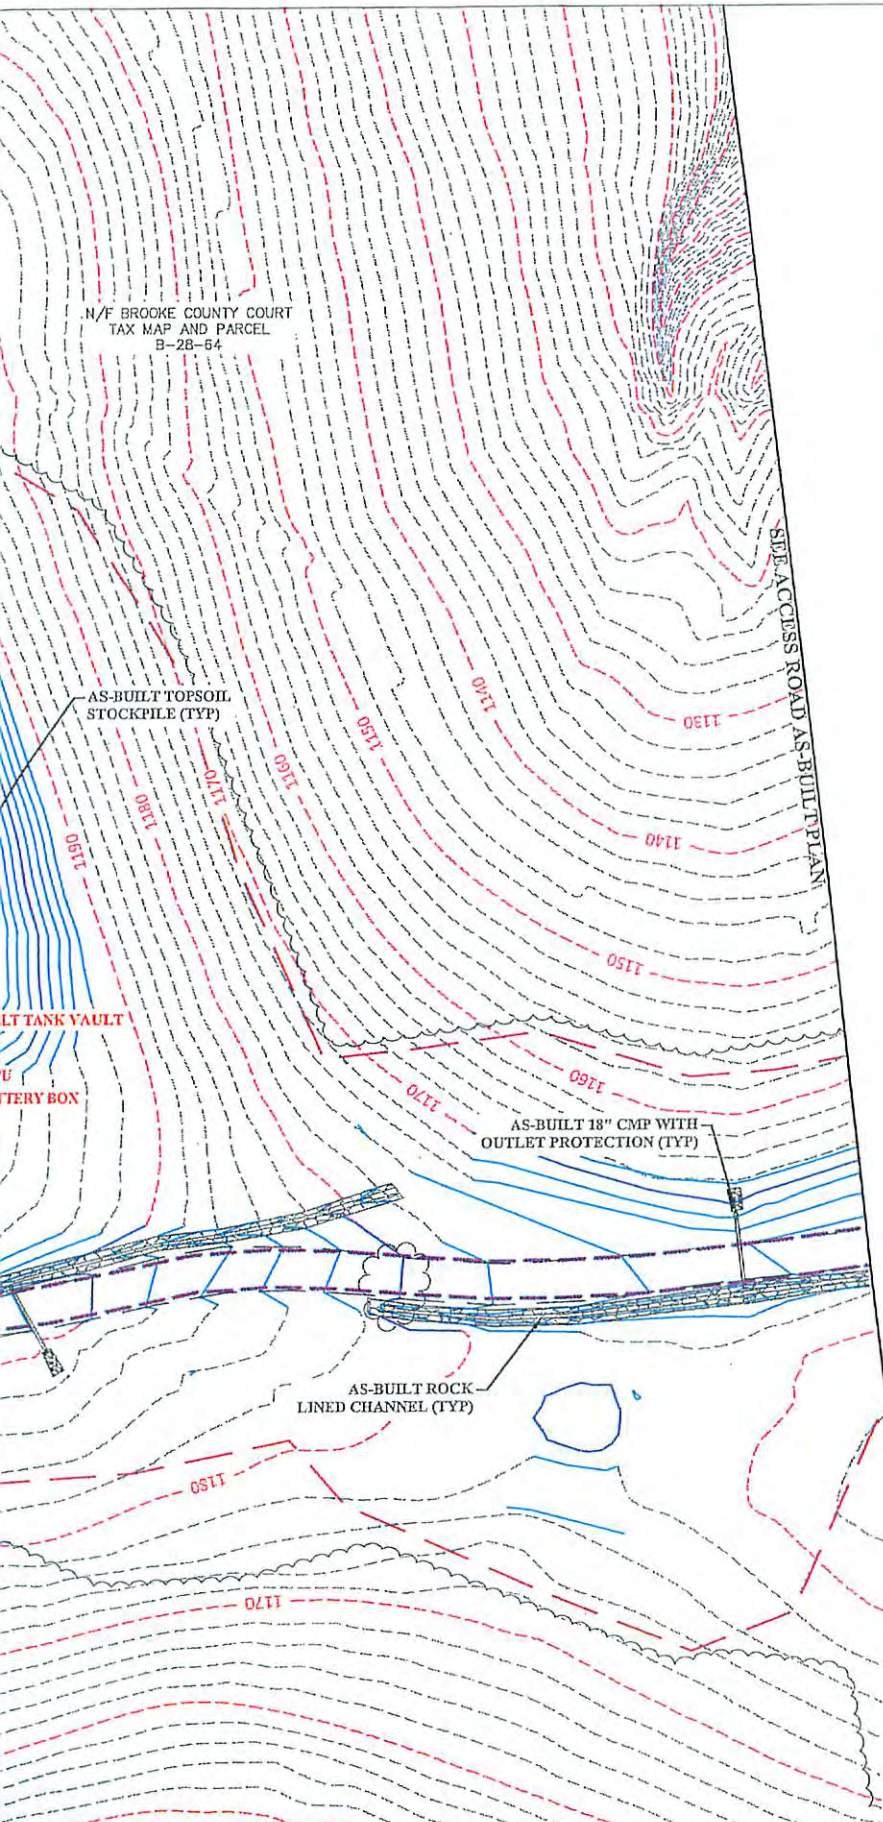 N/F BROOKE COUNTY COURT
TAX MAP AND PARCEL
B-28-64
SEE ACCESS ROAD AS-BUILT PLAN
AS-BUILT TOPSOIL
STOCKPILE (TYP)
1140
1130
1150
1160
1170
1180
1190
1140
1150
LT TANK VAULT
TTERY BOX
1160
1170
AS-BUILT 18" CMP WITH
OUTLET PROTECTION (TYP)
AS-BUILT ROCK
LINED CHANNEL (TYP)
1180
1170